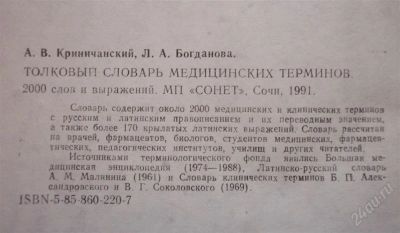 А. В. Криничанский, Л. А. Богданова.
ТОЛКОВЫЙ СЛОВАРЬ МЕДИЦИНСКИХ ТЕРМИНОВ.
2000 слов и выражений. МП «СОНЕТ», Сочи, 1991.
Словарь содержит около 2000 медицинских и клинических терминов
с русским и латинским правописанием и их переводным значением,
а также более 170 крылатых латинских выражений. Словарь рассчитан
на врачей, фармацевтов, биологов, студентов медицинских, фармацев-
тических, педагогических институтов, училищ и других читателей.
Источниками терминологического фонда явились Большая ме-
дицинская энциклопедия (1974—1988), Латинско-русский словарь
А. М. Малинина (1961) и Словарь клинических терминов Б. П. Алек-
сандровского и В. Г. Соколовского (1969).
ISBN-5-85-860-220-7
24au.ru